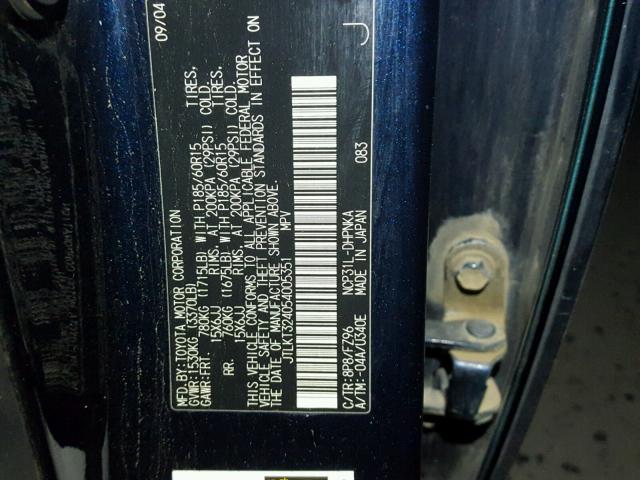 MFD.BY:TOYOTA MOTOR CORPORATION 09/04
GVWR:1530KG (3370LB)
GAWR:FRT. 780KG (1715LB) WITH P185/60R15 TIRES,
15X6JJ RIMS, AT 200KPA (29PSI) COLD.
RR. 760KG (1675LB) WITH P185/60R15 TIRES,
15X6JJ RIMS, AT 200KPA (29PSI) COLD.
THIS VEHICLE CONFORMS TO ALL APPLICABLE FEDERAL MOTOR
VEHICLE SAFETY AND THEFT PREVENTION STANDARDS IN EFFECT ON
THE DATE OF MANUFACTURE SHOWN ABOVE.
JTLKT324054005351 MPV
J
C/TR:8P8/FZ96 NCP31L-DHPNKA
A/TM:-04A/U340E MADE IN JAPAN 083